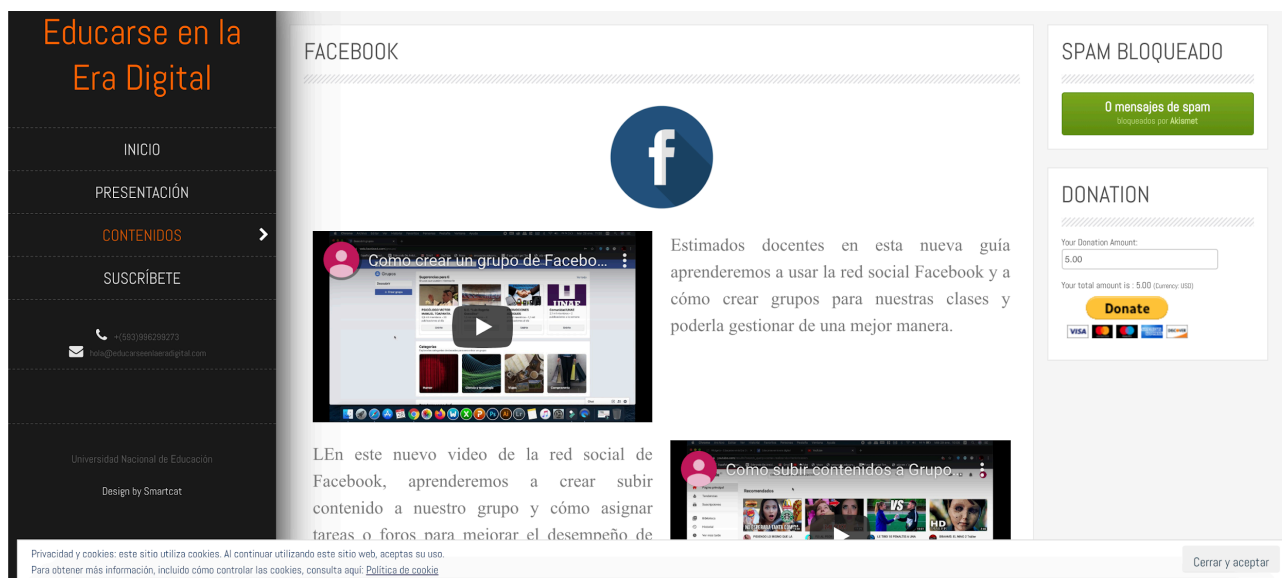 Educarse en la
Era Digital
INICIO
PRESENTACIÓN
CONTENIDOS
SUSCRÍBETE
+(593)996299273
hola@educarseenlaeradigital.com
Universidad Nacional de Educación
Design by Smartcat
FACEBOOK
f
Como crear un grupo de Facebo...
Estimados docentes en esta nueva guía
aprenderemos a usar la red social Facebook y a
cómo crear grupos para nuestras clases y
poderla gestionar de una mejor manera.
LEn este nuevo video de la red social de
Facebook, aprenderemos a crear subir
contenido a nuestro grupo y cómo asignar
tareas o foros para mejorar el desempeño de
Como subir contenidos a Grupo
Recomendados
VS
HD
SPAM BLOQUEADO
0 mensajes de spam
bloqueados por Akismet
DONATION
Your Donation Amount:
5.00
Your total amount is : 5.00 (Currency: USD)
Donate
VISA
Privacidad y cookies: este sitio utiliza cookies. Al continuar utilizando este sitio web, aceptas su uso.
Para obtener más información, incluido cómo controlar las cookies, consulta aquí: Política de cookie
Cerrar y aceptar